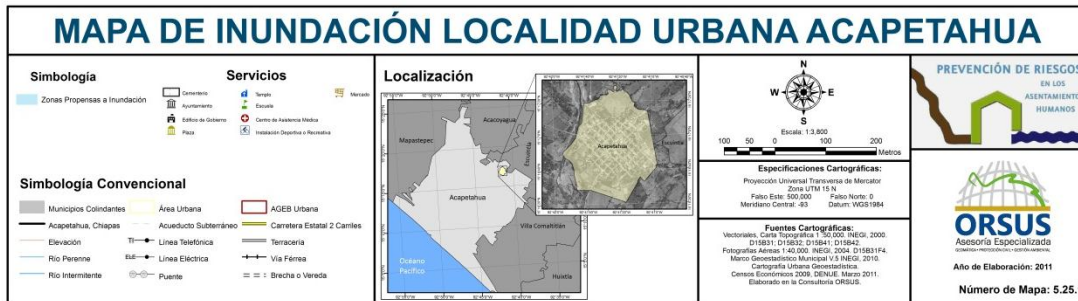 MAPA DE INUNDACIÓN LOCALIDAD URBANA ACAPETAHUA
Simbología
Zonas Propensas a Inundación
Servicios
Cementerio
Ayuntamiento
Edificio de Gobierno
Plaza
Templo
Escuela
Centro de Asistencia Médica
Instalación Deportiva o Recreativa
Mercado
Simbología Convencional
Municipios Colindantes
Acapetahua, Chiapas
Elevación
Río Perenne
Río Intermitente
Área Urbana
Acueducto Subterráneo
Línea Telefónica
ELE Línea Eléctrica
Puente
AGEB Urbana
Carretera Estatal 2 Carriles
Terracería
Vía Férrea
Brecha o Vereda
Localización
Acacoyagua
Mapastepec
Escuintla
Acapetahua
Villa Comaltitlán
Huixtla
Océano
Pacífico
Acapetahua
Escuintla
N
W E
S
Escala: 1:3,800
100 50 0 100 200
Metros
Especificaciones Cartográficas:
Proyección Universal Transversa de Mercator
Zona UTM 15 N
Falso Este: 500,000 Falso Norte: 0
Meridiano Central: -93 Datum: WGS1984
Fuentes Cartográficas:
Vectoriales, Carta Topográfica 1:50,000. INEGI, 2000.
D15B31; D15B32; D15B41; D15B42.
Fotografías Aéreas 1:40,000. INEGI, 2004. D15B31F4.
Marco Geoestadístico Municipal V.5 INEGI, 2010.
Cartografía Urbana Geoestadística.
Censos Económicos 2009, DENUE. Marzo 2011.
Elaborado en la Consultoría ORSUS.
PREVENCIÓN DE RIESGOS
EN LOS
ASENTAMIENTOS
HUMANOS
ORSUS
Asesoría Especializada
Año de Elaboración: 2011
Número de Mapa: 5.25.